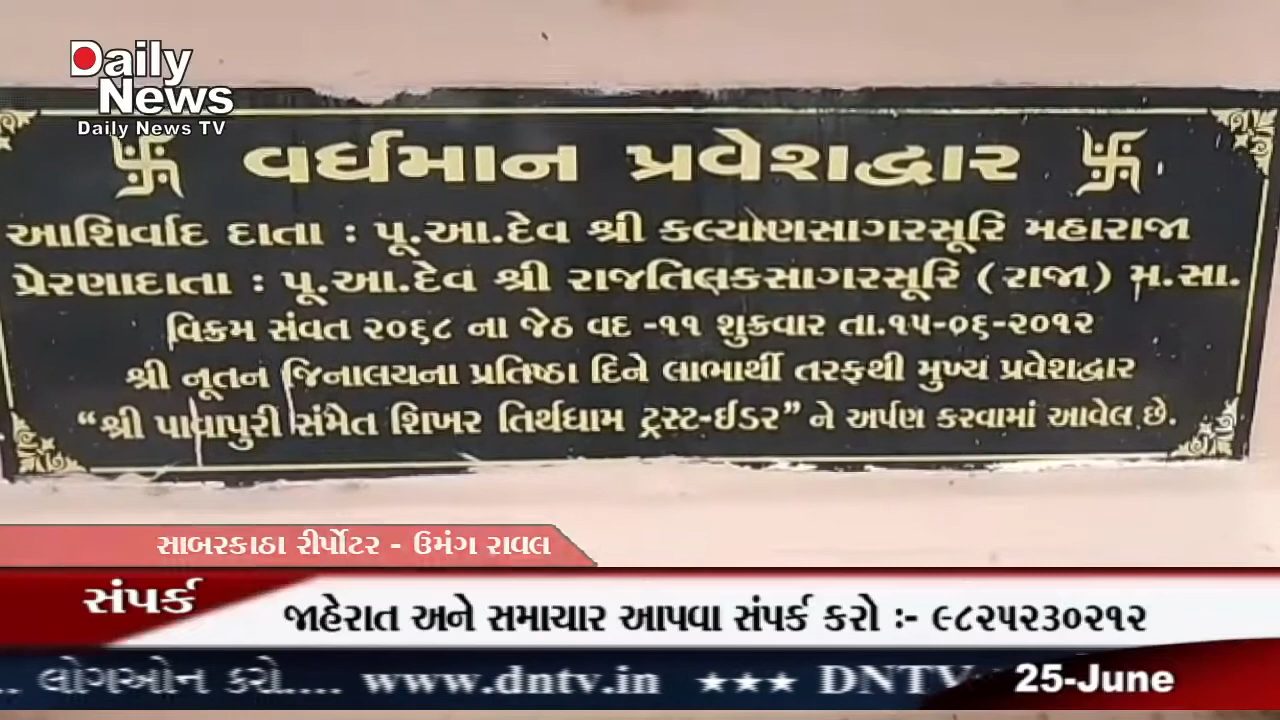 Daily
News
Daily News TV
卐 વર્ધમાન પ્રવેશદ્વાર 卐
આશિર્વાદ દાતા : પૂ.આ.દેવ શ્રી કલ્યાણસાગરસૂરિ મહારાજા
પ્રેરણાદાતા : પૂ.આ.દેવ શ્રી રાજતિલકસાગરસૂરિ (રાજા) મ.સા.
વિક્રમ સંવત ૨૦૬૮ ના જેઠ વદ -૧૧ શુક્રવાર તા.૧૫-૦૬-૨૦૧૨
શ્રી નૂતન જિનાલયના પ્રતિષ્ઠા દિને લાભાર્થી તરફથી મુખ્ય પ્રવેશદ્વાર
“શ્રી પાવાપુરી સંમેત શિખર તિર્થધામ ટ્રસ્ટ-ઈડર” ને અર્પણ કરવામાં આવેલ છે.
સાબરકાઠા રીર્પોટર - ઉમંગ રાવલ
સંપર્ક
જાહેરાત અને સમાચાર આપવા સંપર્ક કરો :- ૯૮૨૫૨૩૦૨૧૨
.. લોગઓન કરો.... www.dntv.in ★★★ DNTV
25-June